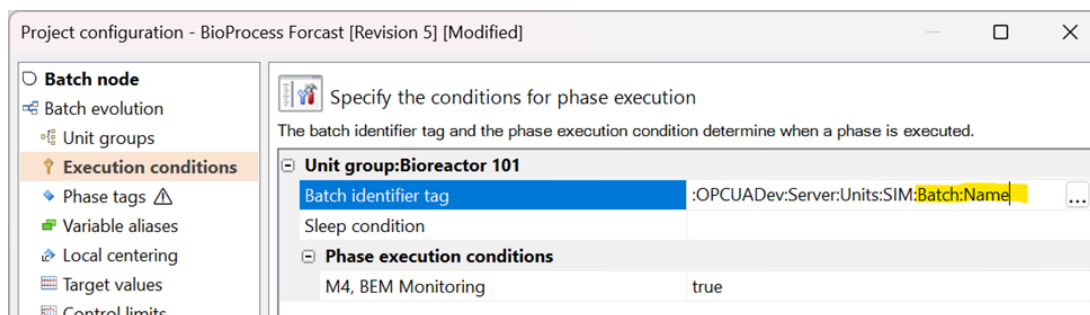 Project configuration - BioProcess Forcast [Revision 5] [Modified]
Batch node
Batch evolution
Unit groups
Execution conditions
Phase tags
Variable aliases
Local centering
Target values
Control limits
Specify the conditions for phase execution
The batch identifier tag and the phase execution condition determine when a phase is executed.
Unit group:Bioreactor 101
Batch identifier tag :OPCUADev:Server:Units:SIM:Batch:Name ...
Sleep condition
Phase execution conditions
M4, BEM Monitoring true